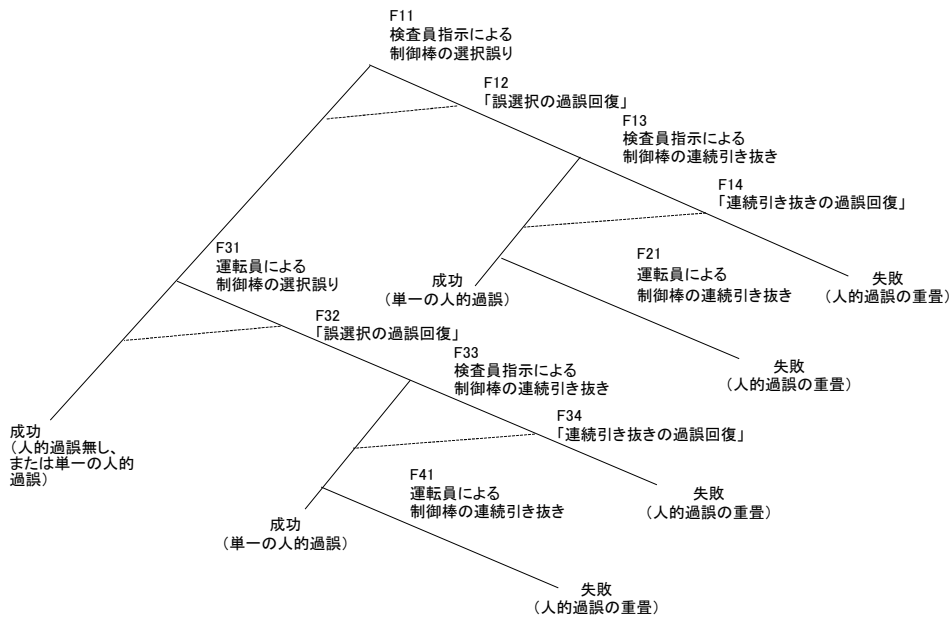 F11
検査員指示による
制御棒の選択誤り
F12
「誤選択の過誤回復」
F13
検査員指示による
制御棒の連続引き抜き
F14
「連続引き抜きの過誤回復」
F31
運転員による
制御棒の選択誤り
成功
（単一の人的過誤）
F21
運転員による
制御棒の連続引き抜き
失敗
（人的過誤の重畳）
F32
「誤選択の過誤回復」
F33
検査員指示による
制御棒の連続引き抜き
失敗
（人的過誤の重畳）
成功
（人的過誤無し、
または単一の人的
過誤）
F34
「連続引き抜きの過誤回復」
F41
運転員による
制御棒の連続引き抜き
失敗
（人的過誤の重畳）
成功
（単一の人的過誤）
失敗
（人的過誤の重畳）